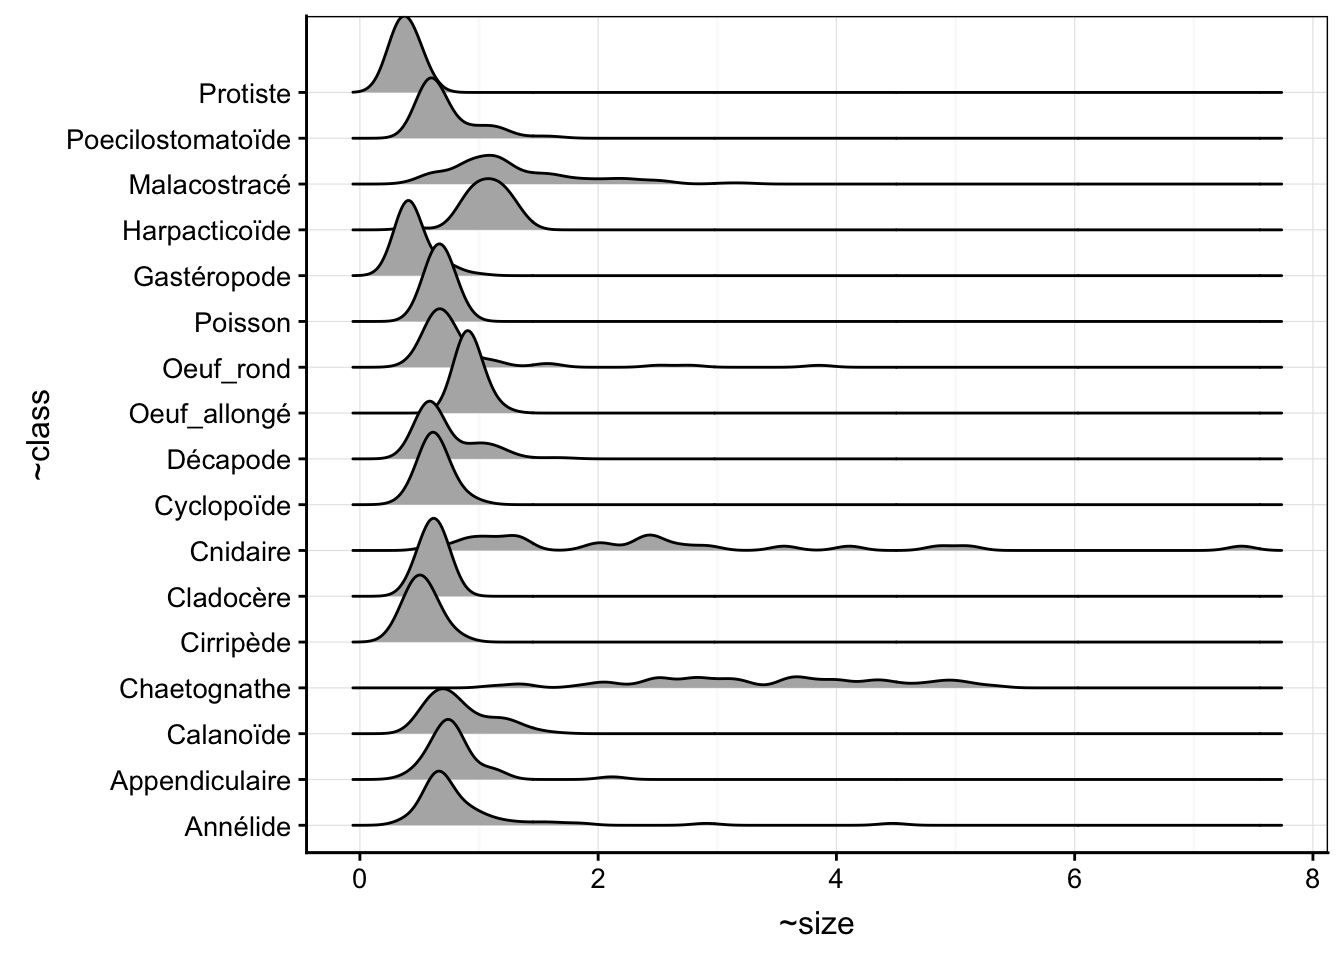 Protiste
Poecilostomatoïde
Malacostracé
Harpacticoïde
Gastéropode
Poisson
Oeuf_rond
Oeuf_allongé
Décapode
Cyclopoïde
Cnidaire
Cladocère
Cirripède
Chaetognathe
Calanoïde
Appendiculaire
Annélide
~class
0 2 4 6 8
~size